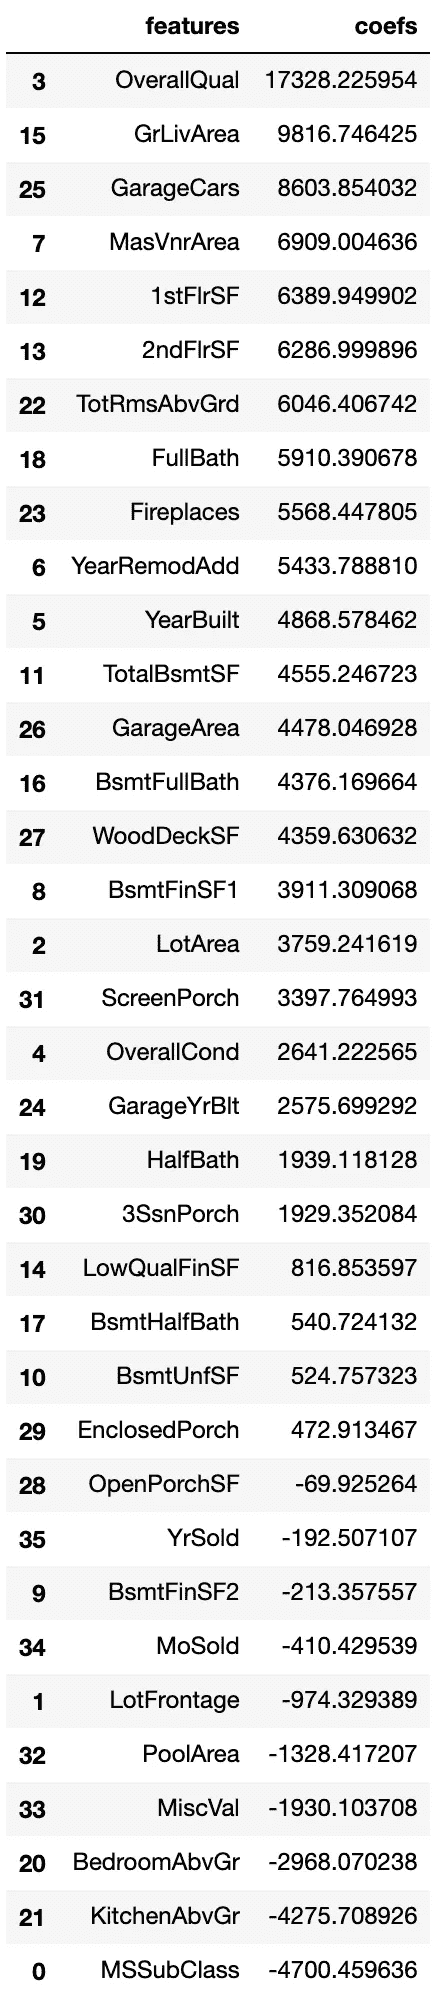 features coefs
3 OverallQual 17328.225954
15 GrLivArea 9816.746425
25 GarageCars 8603.854032
7 MasVnrArea 6909.004636
12 1stFlrSF 6389.949902
13 2ndFlrSF 6286.999896
22 TotRmsAbvGrd 6046.406742
18 FullBath 5910.390678
23 Fireplaces 5568.447805
6 YearRemodAdd 5433.788810
5 YearBuilt 4868.578462
11 TotalBsmtSF 4555.246723
26 GarageArea 4478.046928
16 BsmtFullBath 4376.169664
27 WoodDeckSF 4359.630632
8 BsmtFinSF1 3911.309068
2 LotArea 3759.241619
31 ScreenPorch 3397.764993
4 OverallCond 2641.222565
24 GarageYrBlt 2575.699292
19 HalfBath 1939.118128
30 3SsnPorch 1929.352084
14 LowQualFinSF 816.853597
17 BsmtHalfBath 540.724132
10 BsmtUnfSF 524.757323
29 EnclosedPorch 472.913467
28 OpenPorchSF -69.925264
35 YrSold -192.507107
9 BsmtFinSF2 -213.357557
34 MoSold -410.429539
1 LotFrontage -974.329389
32 PoolArea -1328.417207
33 MiscVal -1930.103708
20 BedroomAbvGr -2968.070238
21 KitchenAbvGr -4275.708926
0 MSSubClass -4700.459636